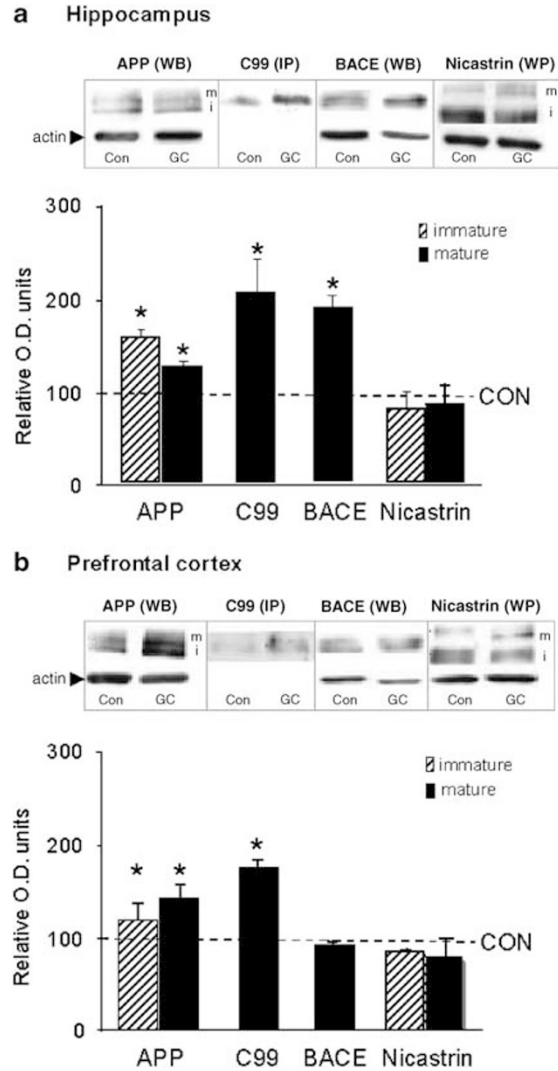 a Hippocampus
APP (WB) C99 (IP) BACE (WB) Nicastrin (WP)
m
i
actin
Con GC Con GC Con GC Con GC
300
200
100
0
Relative O.D. units
immature
mature
* * * *
CON
APP C99 BACE Nicastrin
b Prefrontal cortex
APP (WB) C99 (IP) BACE (WB) Nicastrin (WP)
m
i
m
i
actin
Con GC Con GC Con GC Con GC
300
200
100
0
Relative O.D. units
immature
mature
* * *
CON
APP C99 BACE Nicastrin